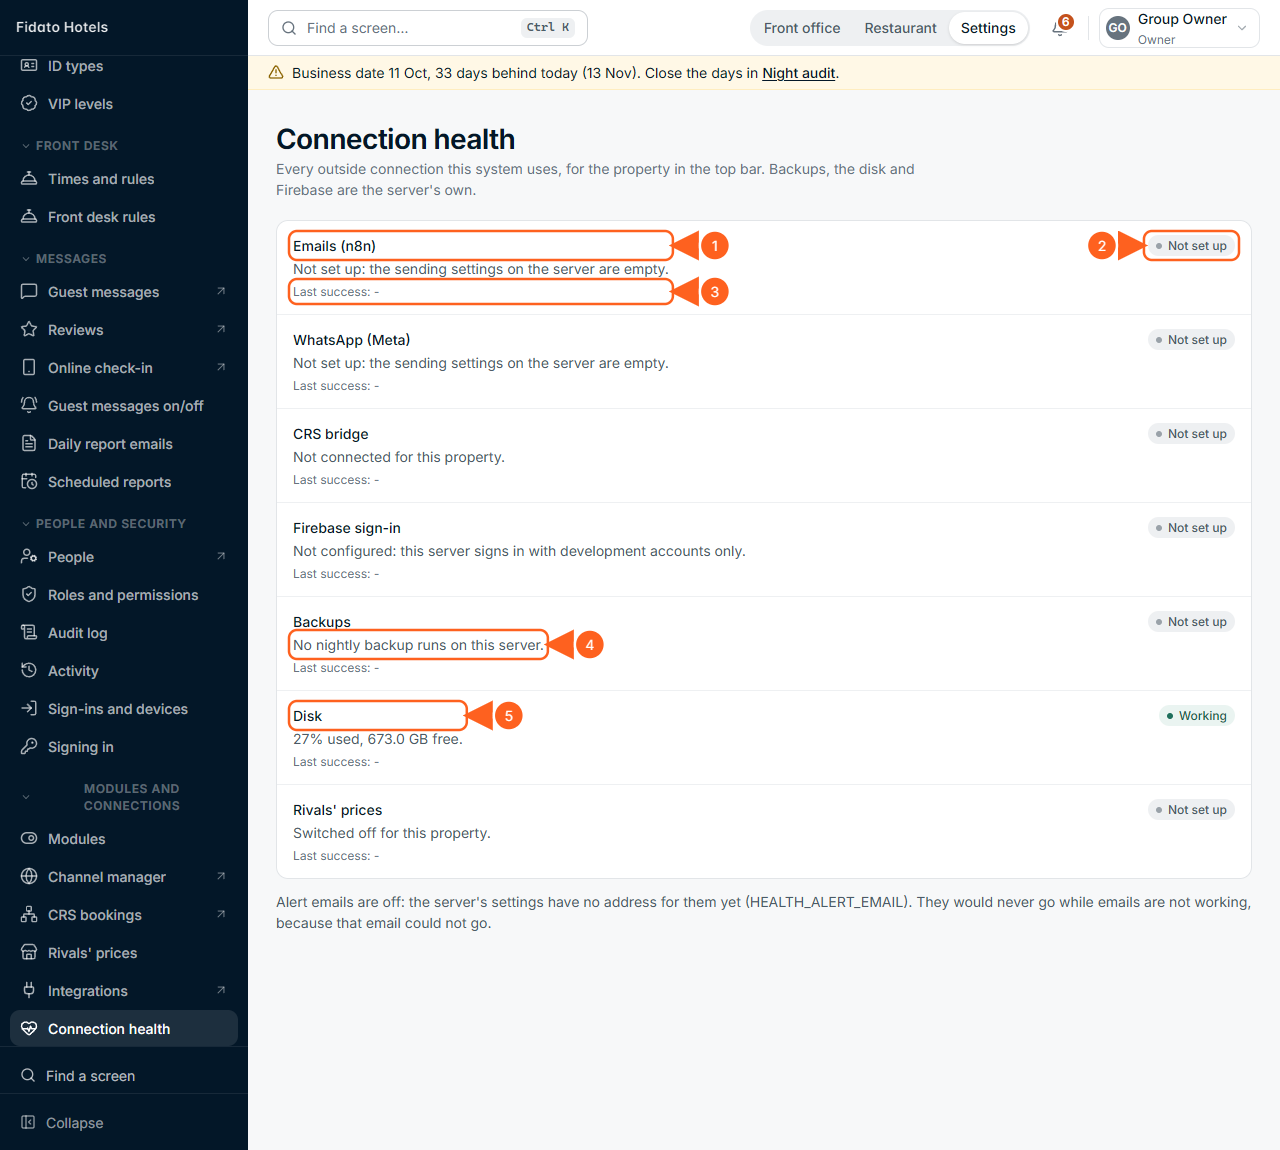 Fidato Hotels
ID types
VIP levels
FRONT DESK
Times and rules
Front desk rules
MESSAGES
Guest messages
Reviews
Online check-in
Guest messages on/off
Daily report emails
Scheduled reports
PEOPLE AND SECURITY
People
Roles and permissions
Audit log
Activity
Sign-ins and devices
Signing in
MODULES AND
CONNECTIONS
Modules
Channel manager
CRS bookings
Rivals' prices
Integrations
Connection health
Find a screen
Collapse
Find a screen... Ctrl K
Front office Restaurant Settings
6
GO Group Owner
Owner
Business date 11 Oct, 33 days behind today (13 Nov). Close the days in Night audit.
Connection health
Every outside connection this system uses, for the property in the top bar. Backups, the disk and
Firebase are the server's own.
Emails (n8n) 1 2 Not set up
Not set up: the sending settings on the server are empty.
Last success: - 3
WhatsApp (Meta) Not set up
Not set up: the sending settings on the server are empty.
Last success: -
CRS bridge Not set up
Not connected for this property.
Last success: -
Firebase sign-in Not set up
Not configured: this server signs in with development accounts only.
Last success: -
Backups Not set up
No nightly backup runs on this server. 4
Last success: -
Disk 5 Working
27% used, 673.0 GB free.
Last success: -
Rivals' prices Not set up
Switched off for this property.
Last success: -
Alert emails are off: the server's settings have no address for them yet (HEALTH_ALERT_EMAIL). They would never go while emails are not working,
because that email could not go.